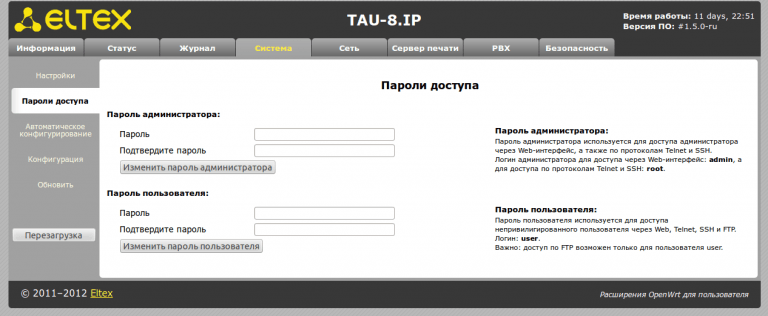 ELTEX
TAU-8.IP
Время работы: 11 days, 22:51
Версия ПО: #1.5.0-ru
Информация Статус Журнал Система Сеть Сервер печати PBX Безопасность
Настройки
Пароли доступа
Автоматическое
конфигурирование
Конфигурация
Обновить
Перезагрузка
Пароли доступа
Пароль администратора:
Пароль
Подтвердите пароль
Изменить пароль администратора
Пароль администратора:
Пароль администратора используется для доступа администратора
через Web-интерфейс, а также по протоколам Telnet и SSH.
Логин администратора для доступа через Web-интерфейс: admin, а
для доступа по протоколам Telnet и SSH: root.
Пароль пользователя:
Пароль
Подтвердите пароль
Изменить пароль пользователя
Пароль пользователя:
Пароль пользователя используется для доступа
непривилигированного пользователя через Web, Telnet, SSH и FTP.
Логин: user.
Важно: доступ по FTP возможен только для пользователя user.
© 2011–2012 Eltex
Расширения OpenWrt для пользователя